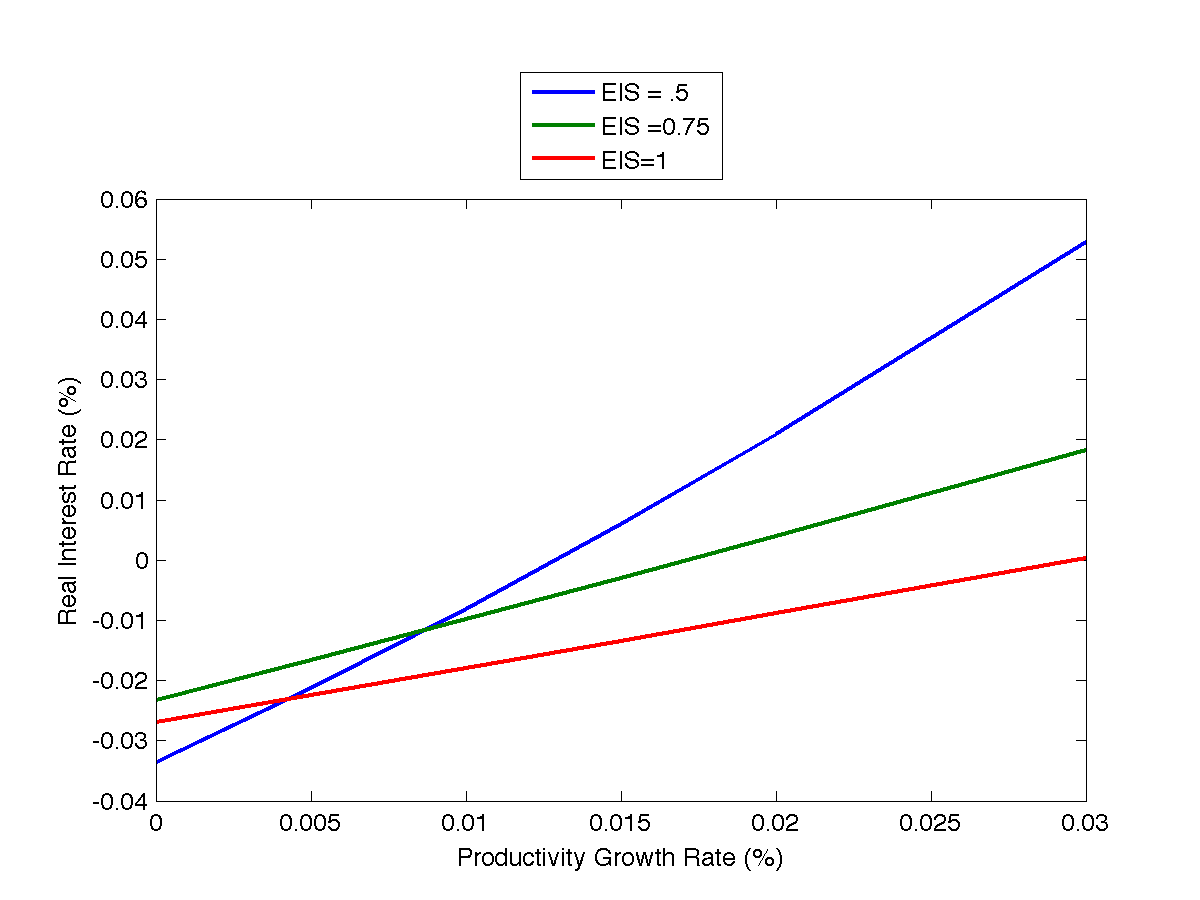 EIS = .5
EIS =0.75
EIS=1
0.06
0.05
0.04
0.03
0.02
0.01
0
-0.01
-0.02
-0.03
-0.04
Real Interest Rate (%)
0 0.005 0.01 0.015 0.02 0.025 0.03
Productivity Growth Rate (%)